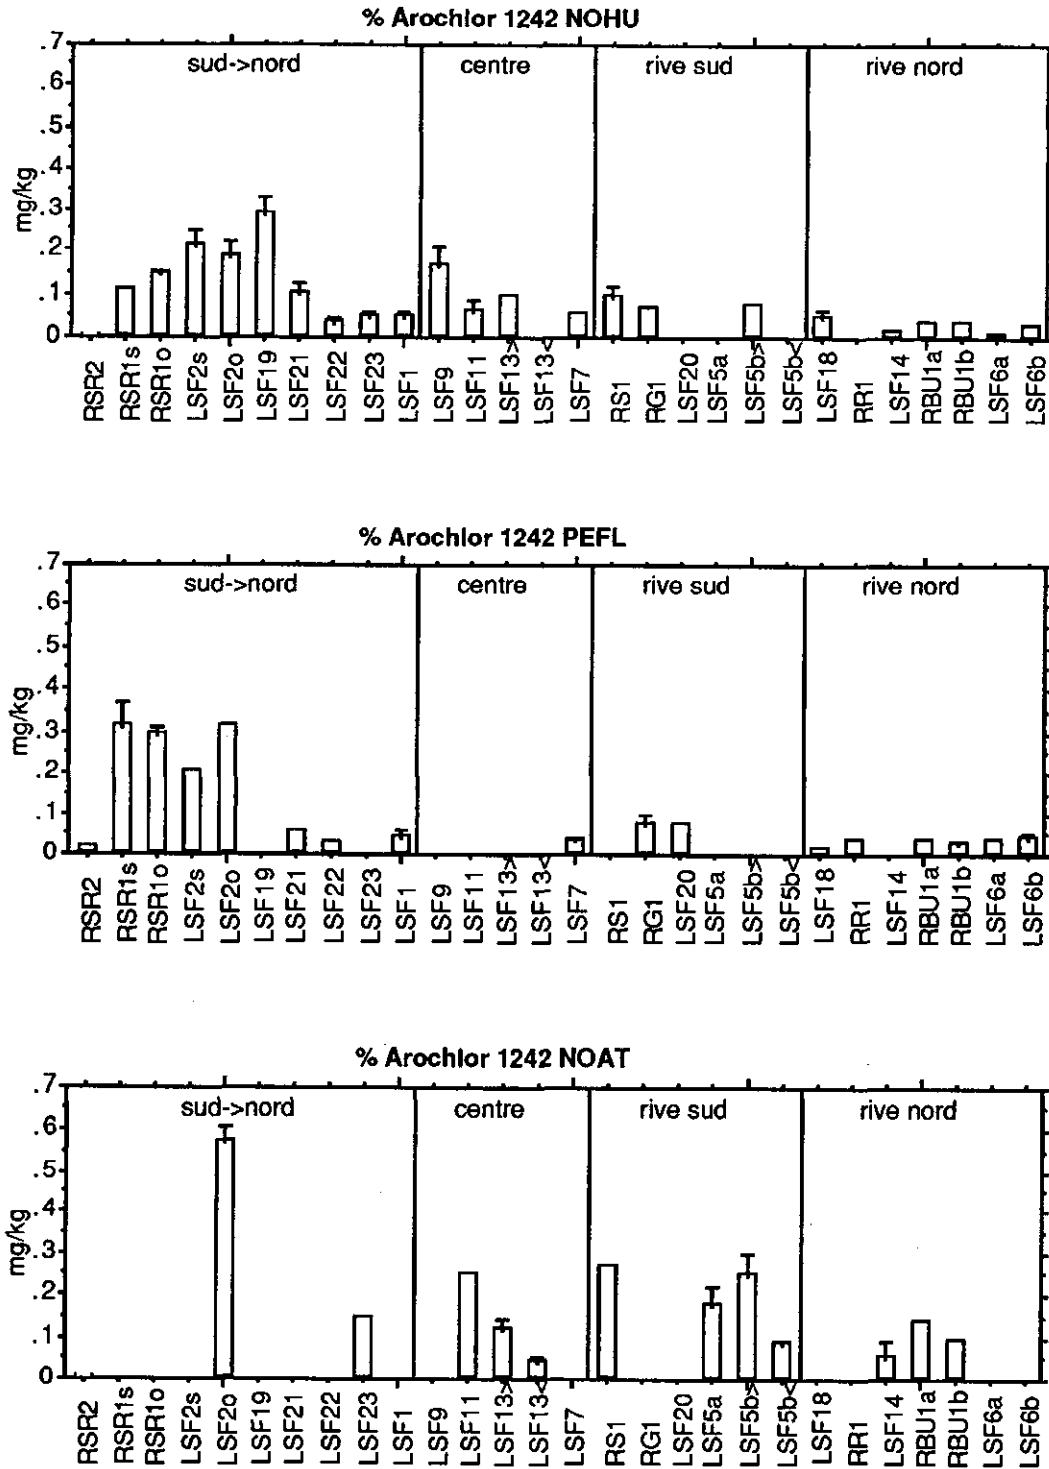 % Arochlor 1242 NOHU
.7
sud->nord
centre
rive sud
rive nord
.6
.5
.4
mg/kg
.3
.2
.1
0
RSR2
RSR1s
RSR1o
LSF2s
LSF2o
LSF19
LSF21
LSF22
LSF23
LSF1
LSF9
LSF11
LSF13>
LSF13<
LSF7
RS1
RG1
LSF20
LSF5a
LSF5b>
LSF5b<
LSF18
RR1
LSF14
RBU1a
RBU1b
LSF6a
LSF6b
% Arochlor 1242 PEFL
.7
sud->nord
centre
rive sud
rive nord
.6
.5
.4
mg/kg
.3
.2
.1
0
RSR2
RSR1s
RSR1o
LSF2s
LSF2o
LSF19
LSF21
LSF22
LSF23
LSF1
LSF9
LSF11
LSF13>
LSF13<
LSF7
RS1
RG1
LSF20
LSF5a
LSF5b>
LSF5b<
LSF18
RR1
LSF14
RBU1a
RBU1b
LSF6a
LSF6b
% Arochlor 1242 NOAT
.7
sud->nord
centre
rive sud
rive nord
.6
.5
.4
mg/kg
.3
.2
.1
0
RSR2
RSR1s
RSR1o
LSF2s
LSF2o
LSF19
LSF21
LSF22
LSF23
LSF1
LSF9
LSF11
LSF13>
LSF13<
LSF7
RS1
RG1
LSF20
LSF5a
LSF5b>
LSF5b<
LSF18
RR1
LSF14
RBU1a
RBU1b
LSF6a
LSF6b